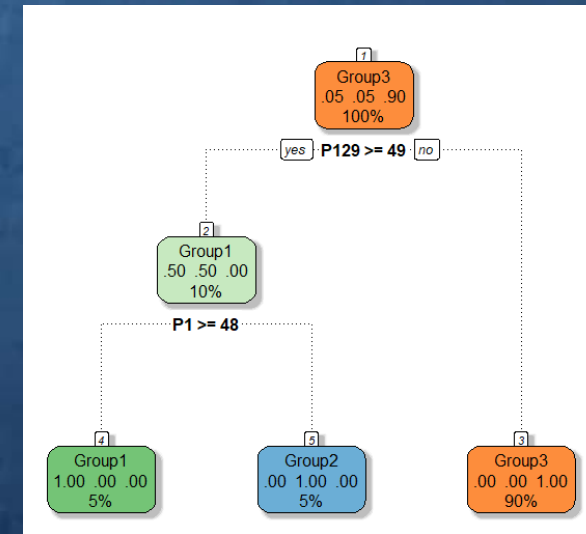 1
Group3
.05 .05 .90
100%
yes P129 >= 49 no
2
Group1
.50 .50 .00
10%
P1 >= 48
4
Group1
1.00 .00 .00
5%
5
Group2
.00 1.00 .00
5%
3
Group3
.00 .00 1.00
90%